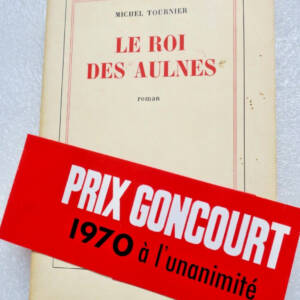 MICHEL TOURNIER
LE ROI
DES AULNES
roman
PRIX GONCOURT
1970 à l'unanimité